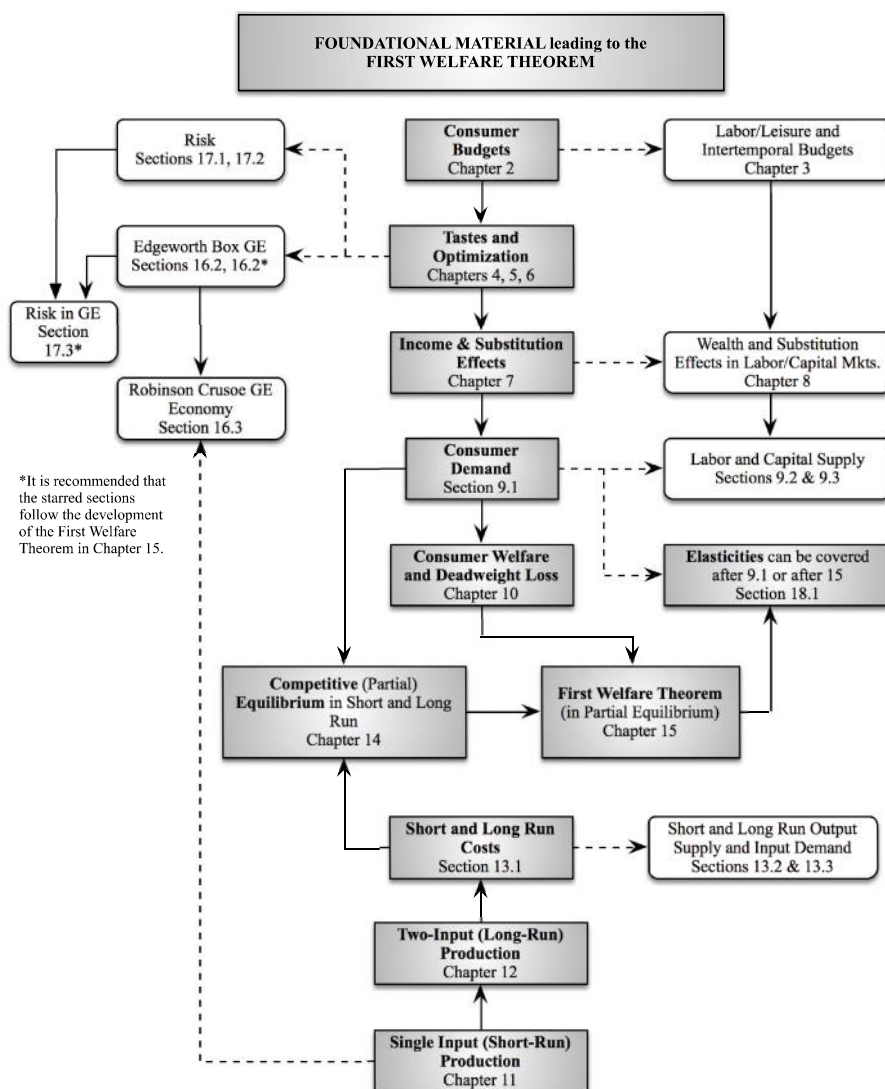 FOUNDATIONAL MATERIAL leading to the
FIRST WELFARE THEOREM
Risk
Sections 17.1, 17.2
Consumer
Budgets
Chapter 2
Labor/Leisure and
Intertemporal Budgets
Chapter 3
Edgeworth Box GE
Sections 16.2, 16.2*
Tastes and
Optimization
Chapters 4, 5, 6
Risk in GE
Section
17.3*
Income & Substitution
Effects
Chapter 7
Wealth and Substitution
Effects in Labor/Capital Mkts.
Chapter 8
Robinson Crusoe GE
Economy
Section 16.3
Consumer
Demand
Section 9.1
Labor and Capital Supply
Sections 9.2 & 9.3
*It is recommended that
the starred sections
follow the development
of the First Welfare
Theorem in Chapter 15.
Consumer Welfare
and Deadweight Loss
Chapter 10
Elasticities can be covered
after 9.1 or after 15
Section 18.1
Competitive (Partial)
Equilibrium in Short and Long
Run
Chapter 14
First Welfare Theorem
(in Partial Equilibrium)
Chapter 15
Short and Long Run
Costs
Section 13.1
Short and Long Run Output
Supply and Input Demand
Sections 13.2 & 13.3
Two-Input (Long-Run)
Production
Chapter 12
Single Input (Short-Run)
Production
Chapter 11